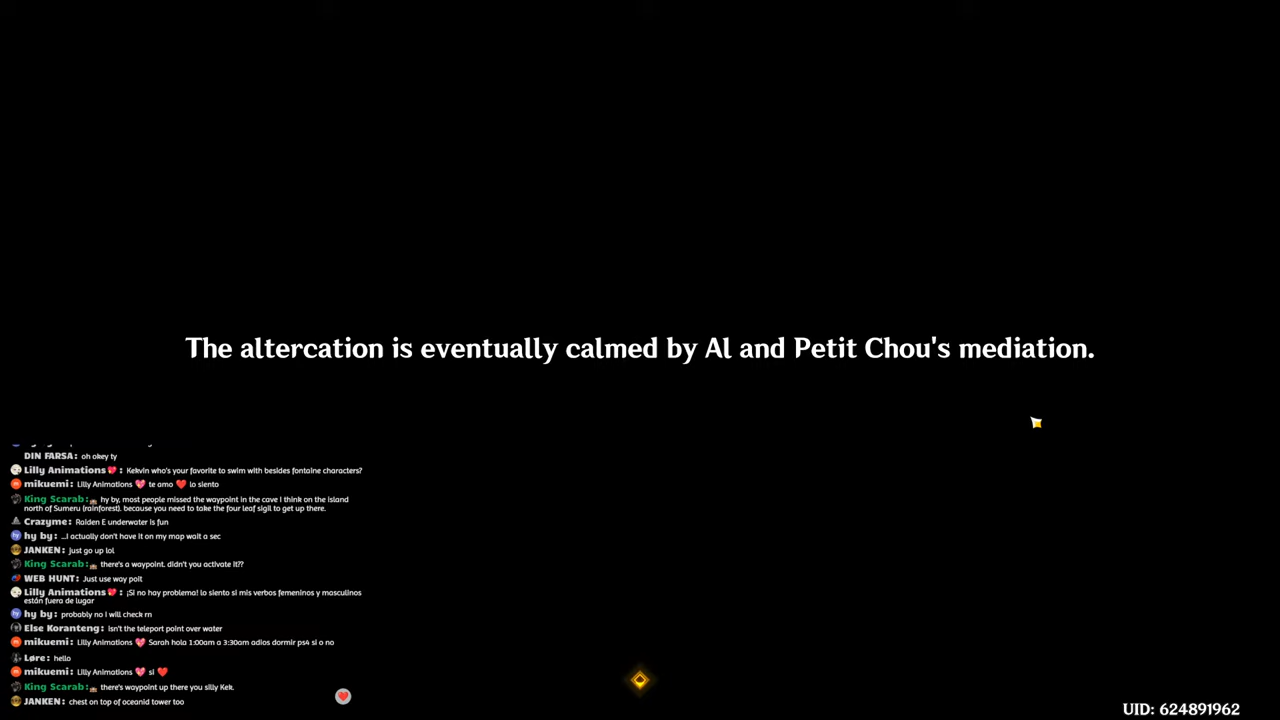 The altercation is eventually calmed by Al and Petit Chou's mediation.
DIN FARSA: oh okey ty
Lilly Animations💖: Kekvin who's your favorite to swim with besides fontaine characters?
mikuemi: Lilly Animations 💖 te amo ❤️ lo siento
King Scarab: hy by, most people missed the waypoint in the cave I think on the island
north of Sumeru (rainforest). because you need to take the four leaf sigil to get up there.
Crazyme: Raiden E underwater is fun
hy by: ...I actually don't have it on my map wait a sec
JANKEN: just go up lol
King Scarab: there's a waypoint. didn't you activate it??
WEB HUNT: Just use way poit
Lilly Animations💖: ¡Si no hay problema! lo siento si mis verbos femeninos y masculinos
están fuera de lugar
hy by: probably no I will check rn
Else Koranteng: isn't the teleport point over water
mikuemi: Lilly Animations 💖 Sarah hola 1:00am a 3:30am adios dormir ps4 si o no
Løre: hello
mikuemi: Lilly Animations 💖 si ❤️
King Scarab: there's waypoint up there you silly Kek.
JANKEN: chest on top of oceanid tower too
UID: 624891962